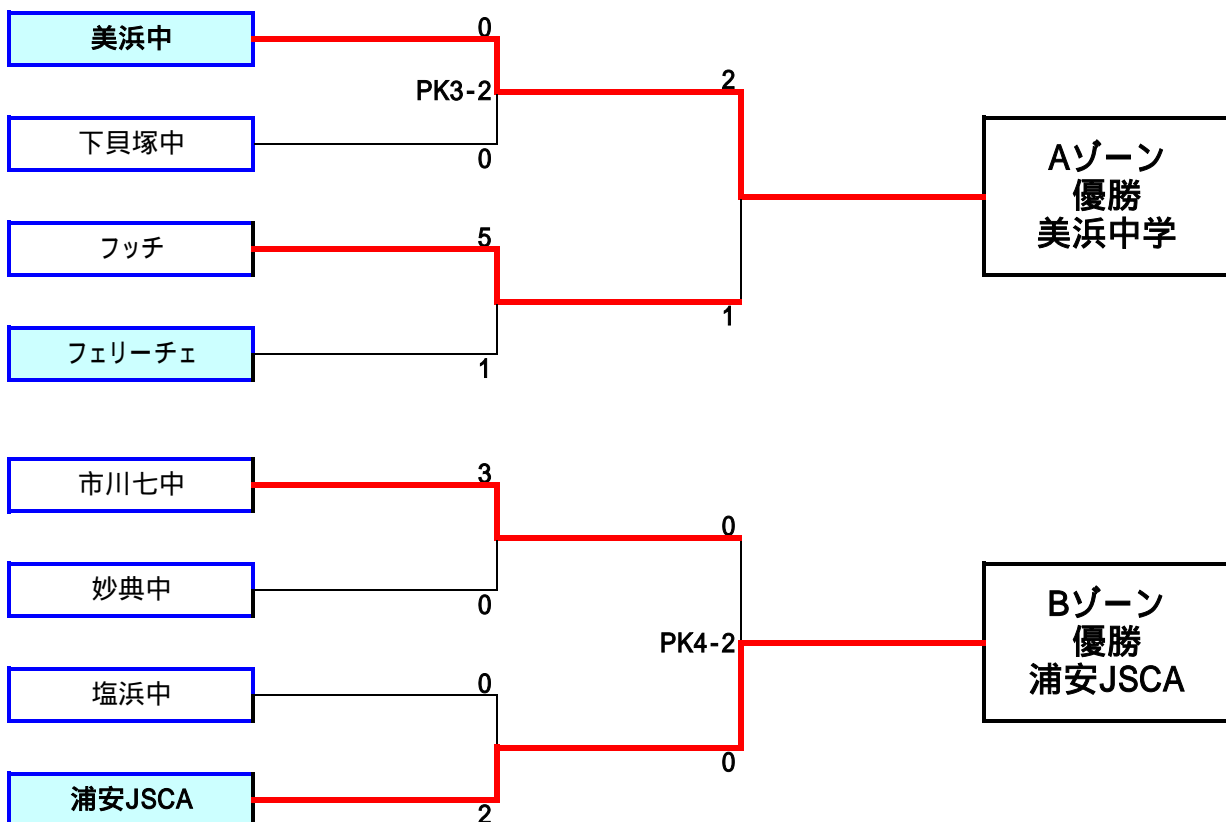 美浜中
0
PK3-2
2
下貝塚中
0
Aゾーン
優勝
美浜中学
フッチ
5
1
フェリーチェ
1
市川七中
3
0
妙典中
0
PK4-2
Bゾーン
優勝
浦安JSCA
塩浜中
0
0
浦安JSCA
2